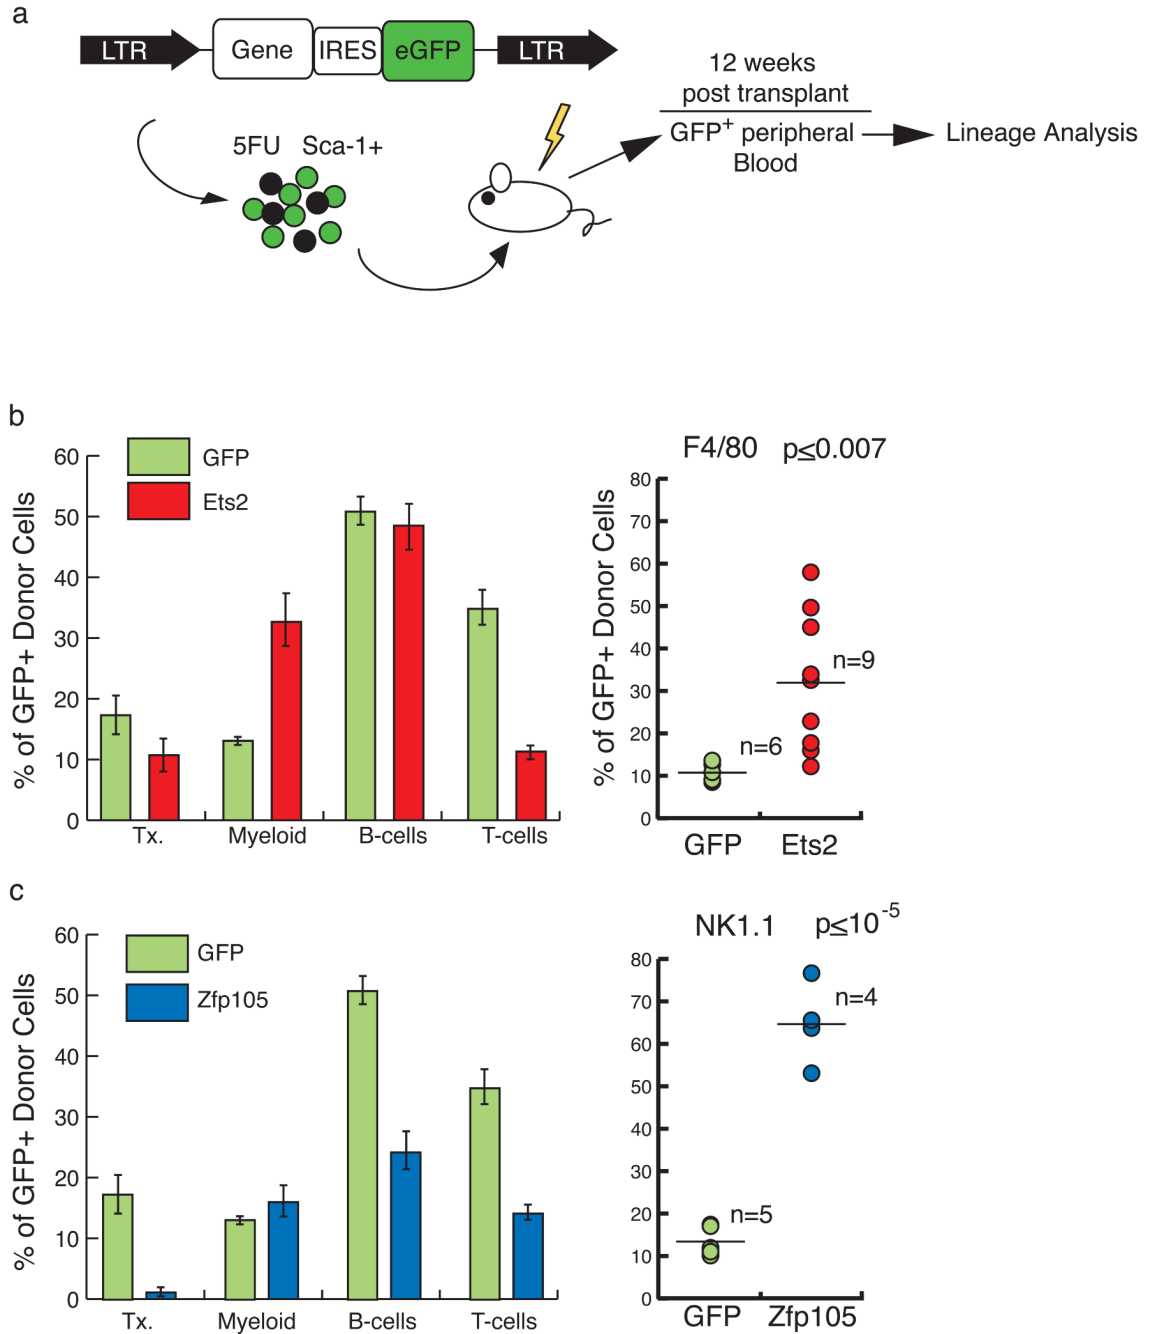 a
LTR Gene IRES eGFP LTR
12 weeks
post transplant
GFP+ peripheral
Blood
Lineage Analysis
5FU Sca-1+
b
GFP
Ets2
% of GFP+ Donor Cells
60
50
40
30
20
10
0
Tx. Myeloid B-cells T-cells
F4/80 p≤0.007
% of GFP+ Donor Cells
80
70
60
50
40
30
20
10
0
n=9
n=6
GFP Ets2
c
GFP
Zfp105
% of GFP+ Donor Cells
60
50
40
30
20
10
0
Tx. Myeloid B-cells T-cells
NK1.1 p≤10-5
80
70
60
50
40
30
20
10
0
n=4
n=5
GFP Zfp105